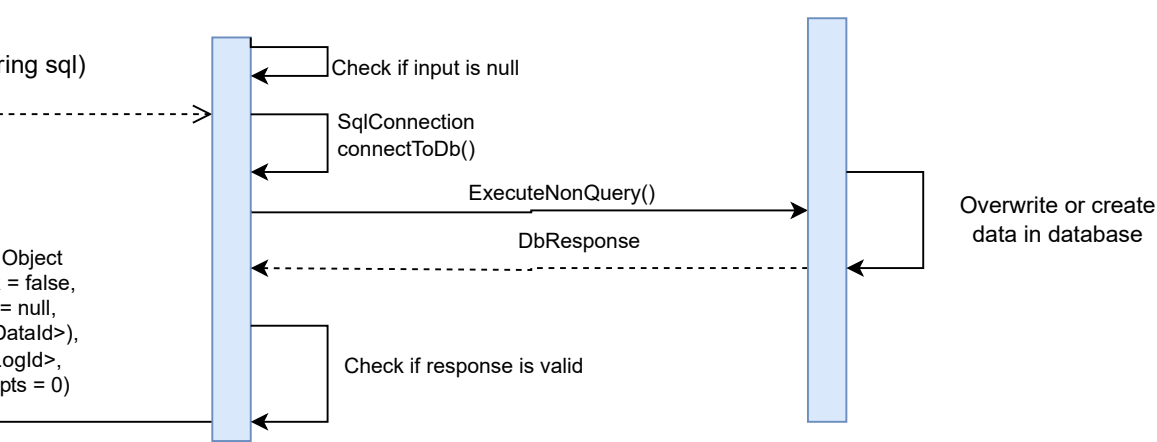 ring sql)
Check if input is null
SqlConnection
connectToDb()
ExecuteNonQuery()
DbResponse
Overwrite or create
data in database
Object
= false,
= null,
DataId>),
LogId>,
pts = 0)
Check if response is valid